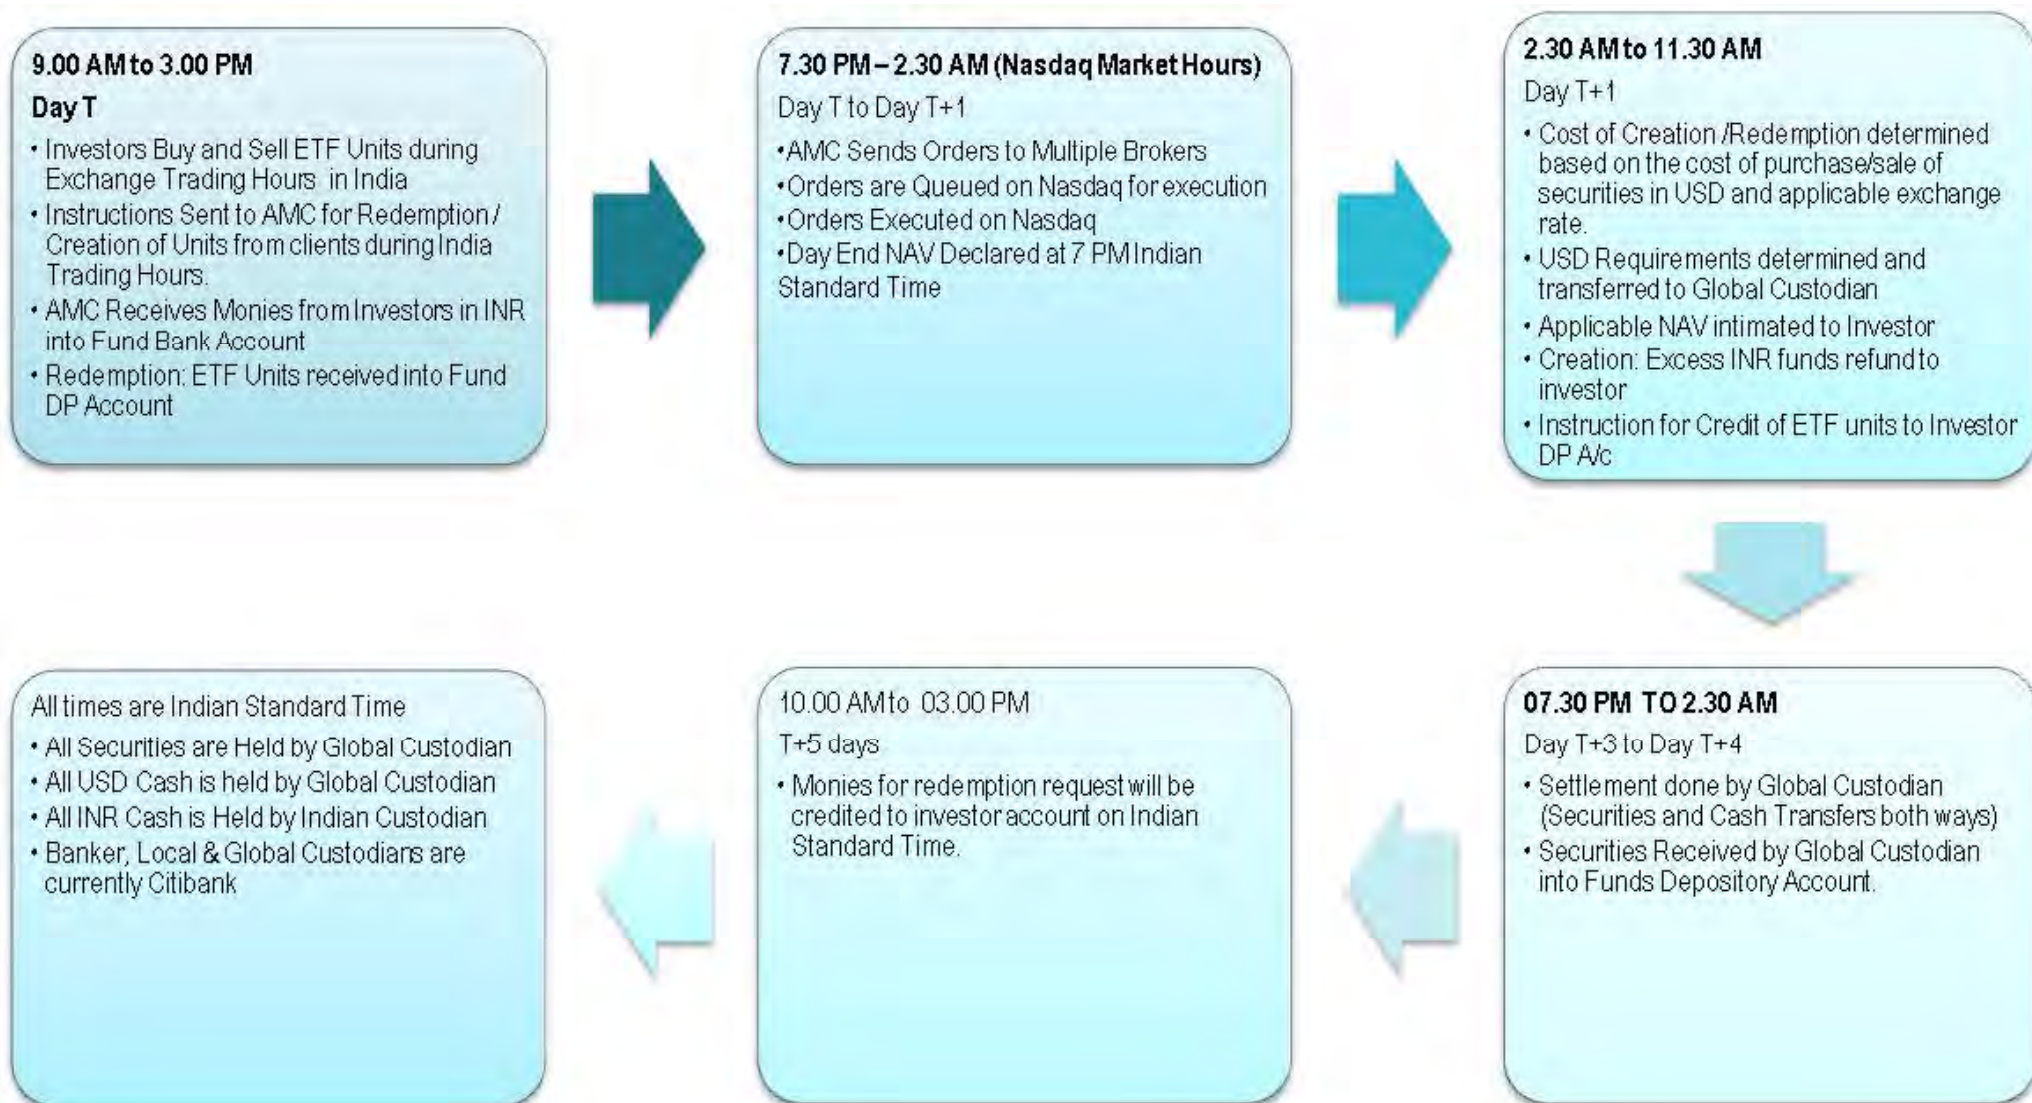 9.00 AM to 3.00 PM
Day T
• Investors Buy and Sell ETF Units during
Exchange Trading Hours in India
• Instructions Sent to AMC for Redemption /
Creation of Units from clients during India
Trading Hours.
• AMC Receives Monies from Investors in INR
into Fund Bank Account
• Redemption: ETF Units received into Fund
DP Account
7.30 PM – 2.30 AM (Nasdaq Market Hours)
Day T to Day T+1
•AMC Sends Orders to Multiple Brokers
•Orders are Queued on Nasdaq for execution
•Orders Executed on Nasdaq
•Day End NAV Declared at 7 PM Indian
Standard Time
2.30 AM to 11.30 AM
Day T+1
• Cost of Creation /Redemption determined
based on the cost of purchase/sale of
securities in USD and applicable exchange
rate.
• USD Requirements determined and
transferred to Global Custodian
• Applicable NAV intimated to Investor
• Creation: Excess INR funds refund to
investor
• Instruction for Credit of ETF units to Investor
DP A/c
07.30 PM TO 2.30 AM
Day T+3 to Day T+4
• Settlement done by Global Custodian
(Securities and Cash Transfers both ways)
• Securities Received by Global Custodian
into Funds Depository Account.
10.00 AM to 03.00 PM
T+5 days
• Monies for redemption request will be
credited to investor account on Indian
Standard Time.
All times are Indian Standard Time
• All Securities are Held by Global Custodian
• All USD Cash is held by Global Custodian
• All INR Cash is Held by Indian Custodian
• Banker, Local & Global Custodians are
currently Citibank